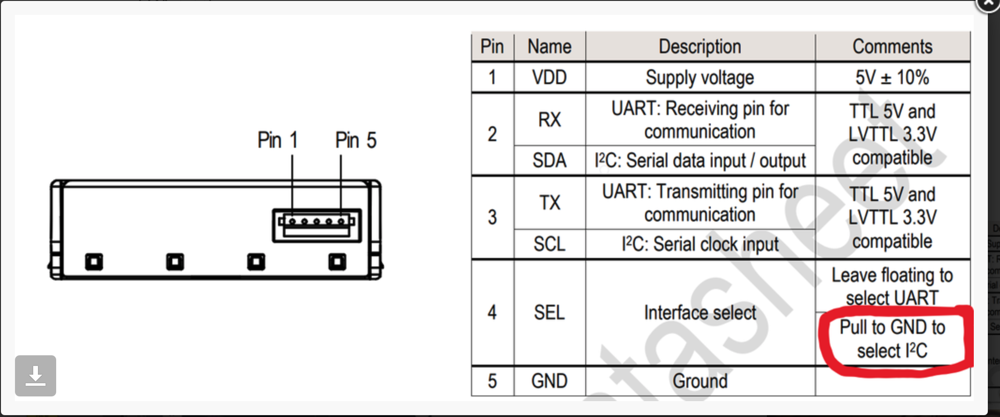 Pin 1
Pin 5
Pin Name Description Comments
1 VDD Supply voltage 5V ± 10%
2 RX UART: Receiving pin for
communication
TTL 5V and
LVTTL 3.3V
compatible
SDA I²C: Serial data input / output
3 TX UART: Transmitting pin for
communication
TTL 5V and
LVTTL 3.3V
compatible
SCL I²C: Serial clock input
4 SEL Interface select Leave floating to
select UART
Pull to GND to
select I²C
5 GND Ground